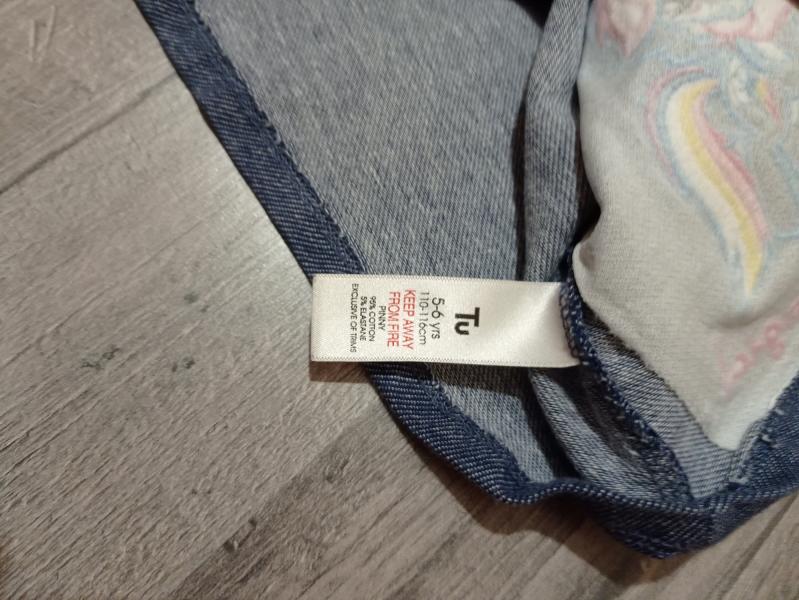 Tu
5-6 yrs
110-116cm
KEEP AWAY
FROM FIRE
PINNY
95% COTTON
5% ELASTANE
EXCLUSIVE OF TRIMS